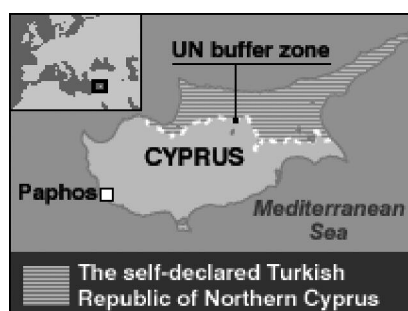 UN buffer zone
CYPRUS
Paphos
Mediterranean
Sea
The self-declared Turkish
Republic of Northern Cyprus